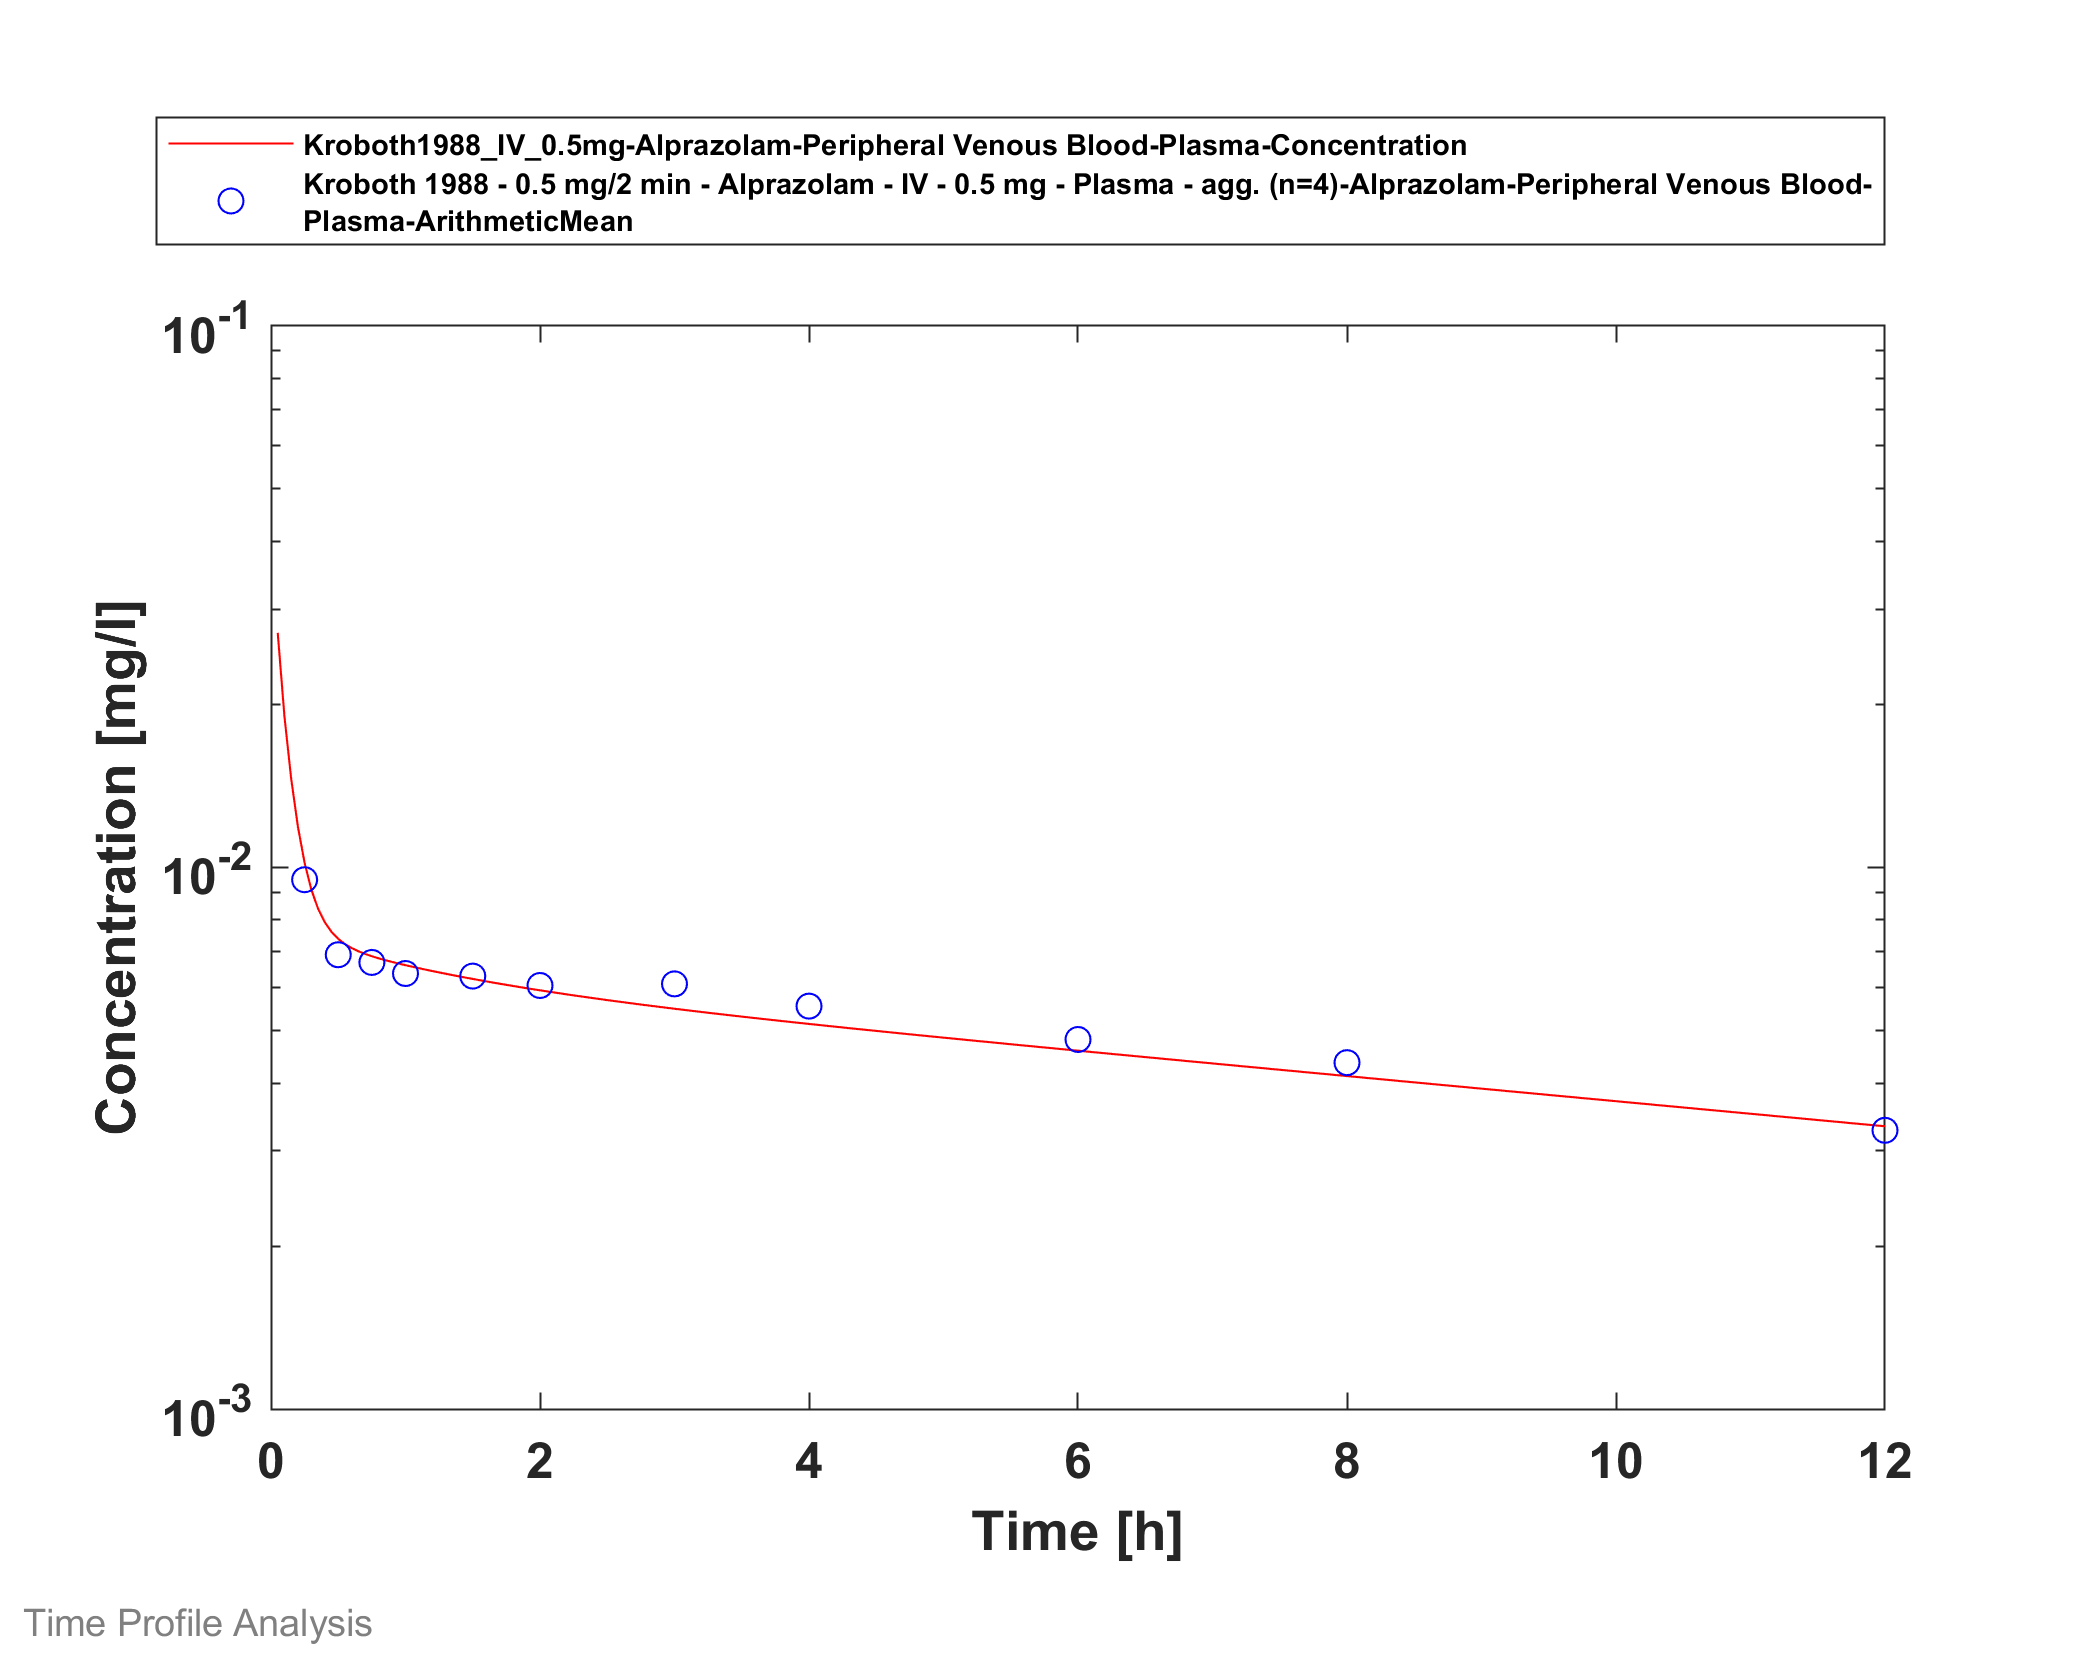 Kroboth1988_IV_0.5mg-Alprazolam-Peripheral Venous Blood-Plasma-Concentration
Kroboth 1988 - 0.5 mg/2 min - Alprazolam - IV - 0.5 mg - Plasma - agg. (n=4)-Alprazolam-Peripheral Venous Blood-
Plasma-ArithmeticMean
10-1
10-2
10-3
Concentration [mg/l]
0 2 4 6 8 10 12
Time [h]
Time Profile Analysis